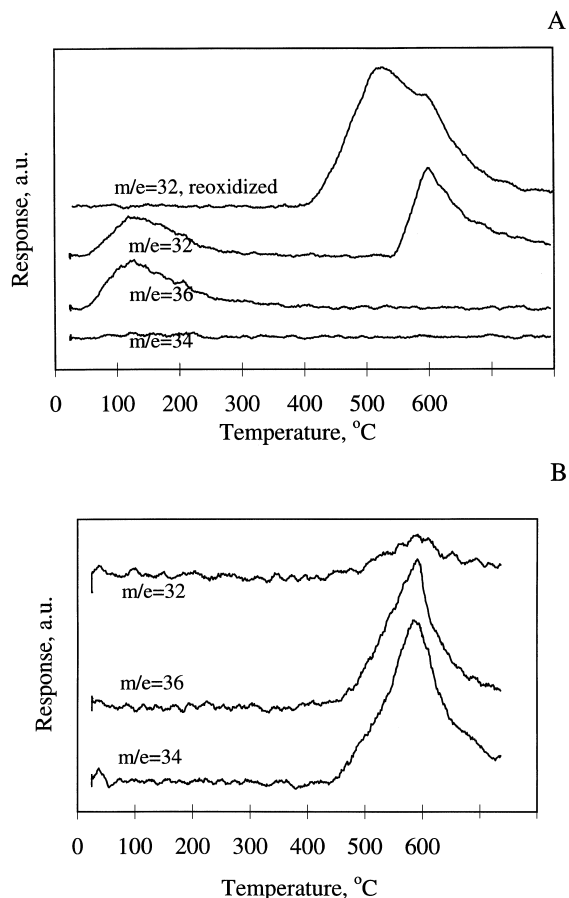 A
Response, a.u.
m/e=32, reoxidized
m/e=32
m/e=36
m/e=34
0 100 200 300 400 500 600
Temperature, °C
B
Response, a.u.
m/e=32
m/e=36
m/e=34
0 100 200 300 400 500 600
Temperature, °C